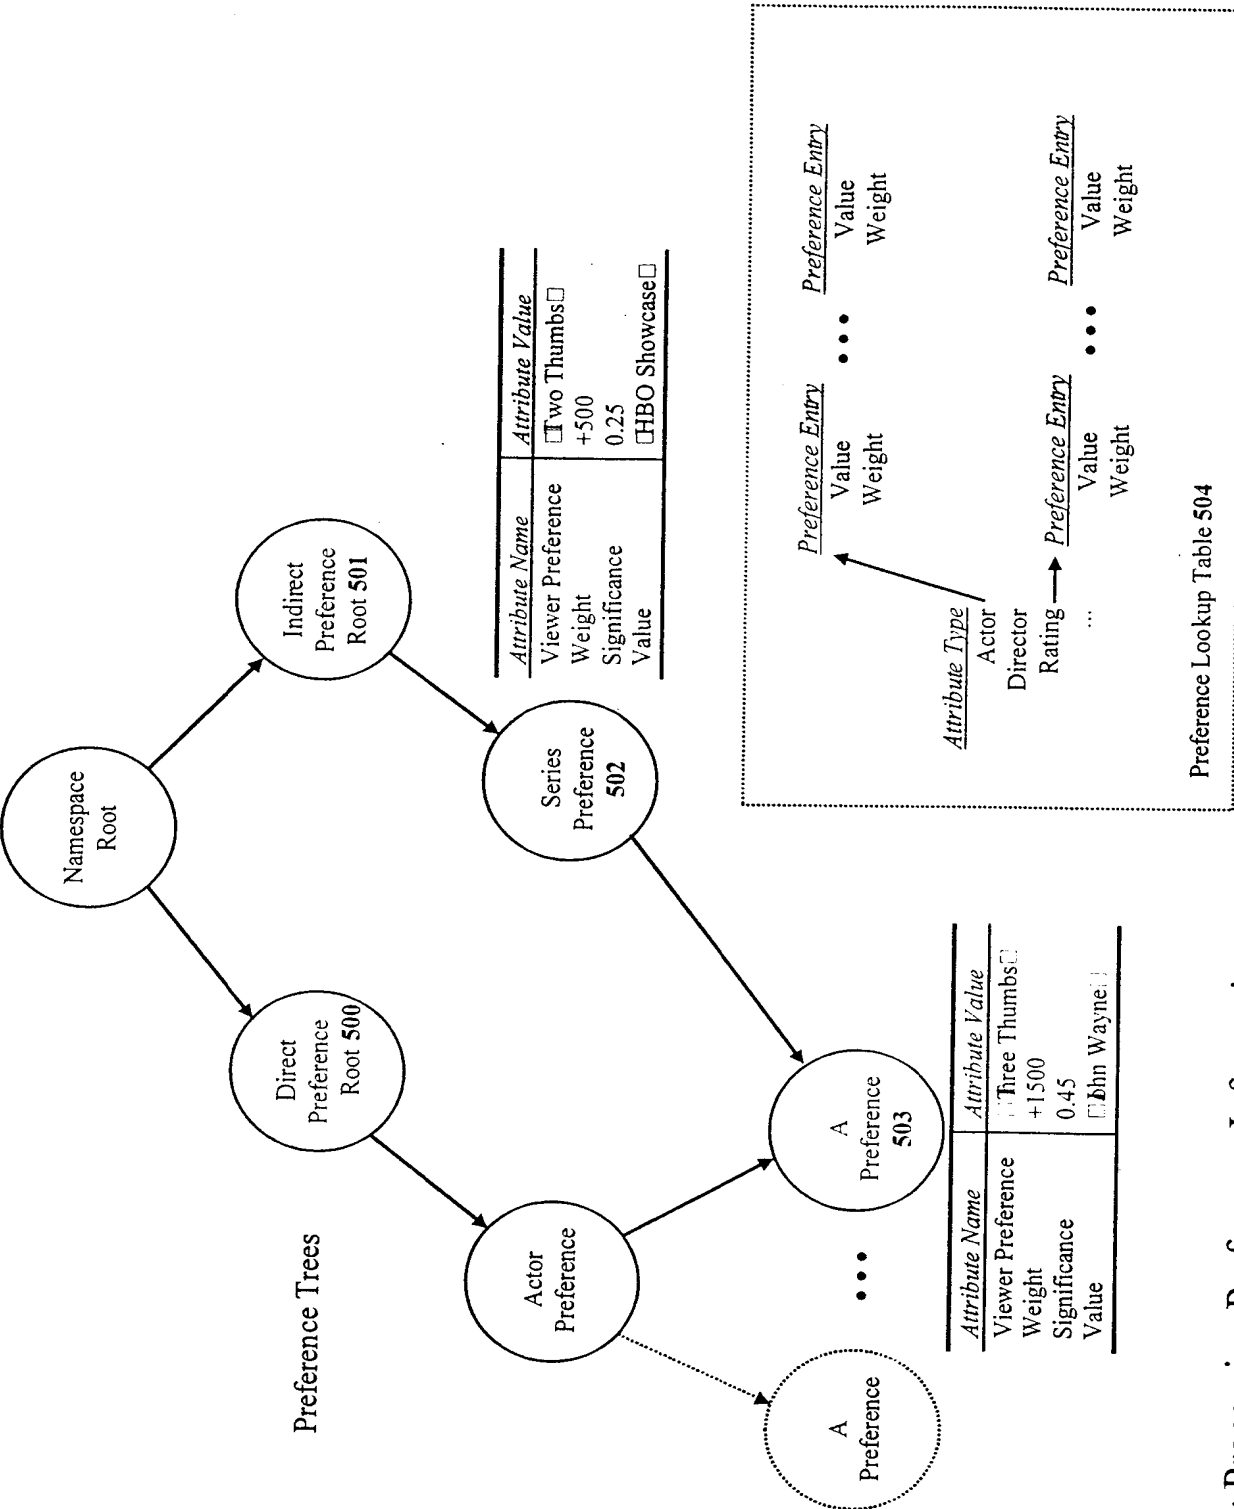 Preference Trees
Namespace
Root
Direct
Preference
Root 500
Indirect
Preference
Root 501
Actor
Preference
Series
Preference
502
Attribute Name Attribute Value
Viewer Preference □Two Thumbs□
Weight +500
Significance 0.25
Value □HBO Showcase□
A
Preference
•••
A
Preference
503
Attribute Name Attribute Value
Viewer Preference □Three Thumbs□
Weight +1500
Significance 0.45
Value □John Wayne□
Attribute Type
Actor
Director
Rating
...
Preference Entry
Value
Weight
•••
Preference Entry
Value
Weight
Preference Entry
Value
Weight
•••
Preference Entry
Value
Weight
Preference Lookup Table 504